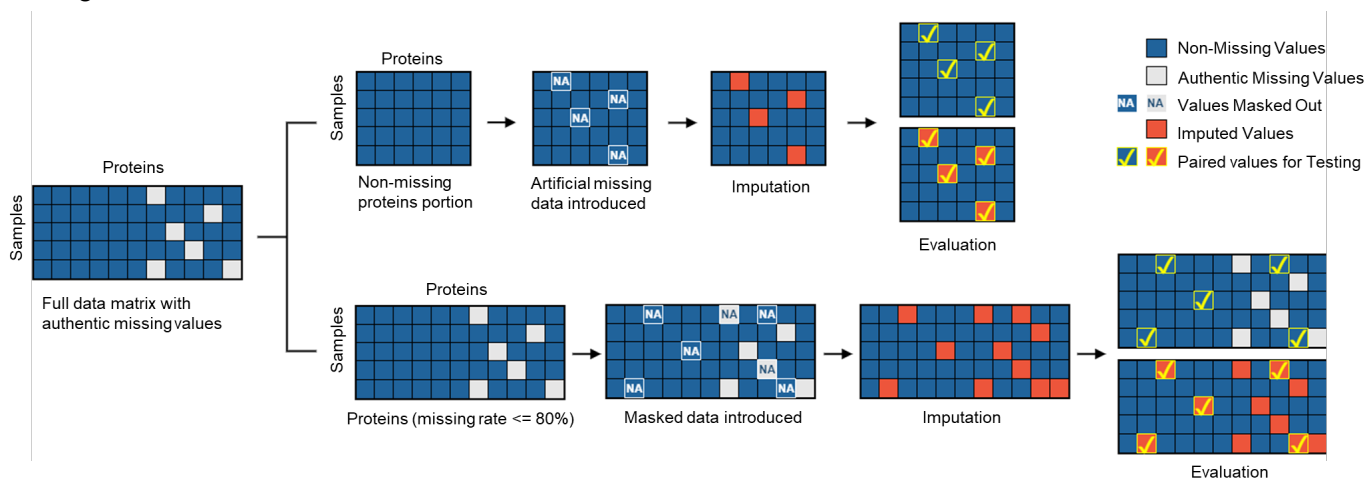 Proteins
Samples
Full data matrix with
authentic missing values
Proteins
Samples
Non-missing
proteins portion
NA
NA
NA
NA
Artificial missing
data introduced
Imputation
Evaluation
Non-Missing Values
Authentic Missing Values
NA NA Values Masked Out
Imputed Values
Paired values for Testing
Proteins
Samples
Proteins (missing rate <= 80%)
NA NA NA
NA
NA
NA NA
Masked data introduced
Imputation
Evaluation